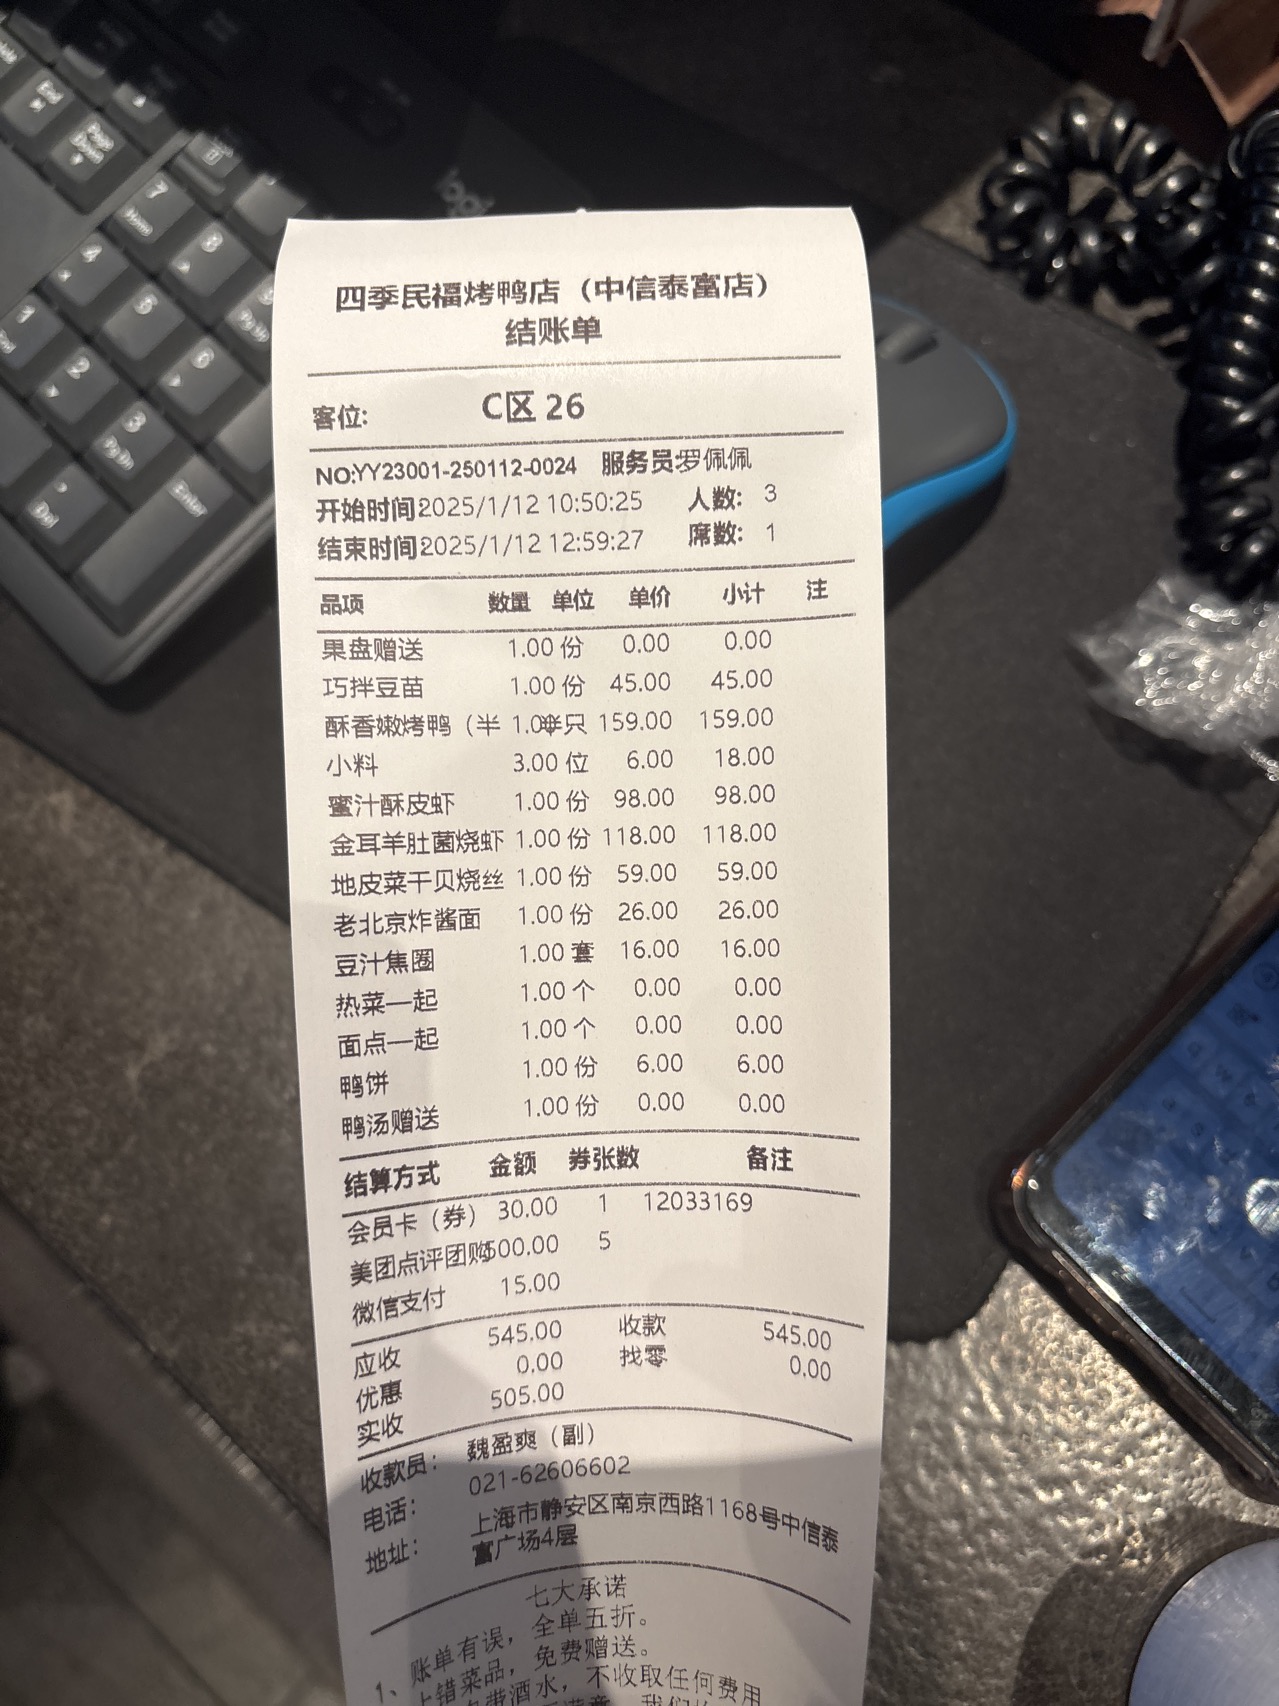 四季民福烤鸭店（中信泰富店）
结账单
客位: C区 26
NO:YY23001-250112-0024 服务员:罗佩佩
开始时间:2025/1/12 10:50:25 人数: 3
结束时间:2025/1/12 12:59:27 席数: 1
品项 数量 单位 单价 小计 注
果盘赠送 1.00 份 0.00 0.00
巧拌豆苗 1.00 份 45.00 45.00
酥香嫩烤鸭（半 1.00 半只 159.00 159.00
小料 3.00 位 6.00 18.00
蜜汁酥皮虾 1.00 份 98.00 98.00
金耳羊肚菌烧虾 1.00 份 118.00 118.00
地皮菜干贝烧丝 1.00 份 59.00 59.00
老北京炸酱面 1.00 份 26.00 26.00
豆汁焦圈 1.00 套 16.00 16.00
热菜一起 1.00 个 0.00 0.00
面点一起 1.00 个 0.00 0.00
鸭饼 1.00 份 6.00 6.00
鸭汤赠送 1.00 份 0.00 0.00
结算方式 金额 券张数 备注
会员卡（券） 30.00 1 12033169
美团点评团购 500.00 5
微信支付 15.00
应收 545.00 收款 545.00
优惠 0.00 找零 0.00
实收 505.00
收款员: 魏盈爽（副）
电话: 021-62606602
地址: 上海市静安区南京西路1168号中信泰
富广场4层
七大承诺
1、账单有误，全单五折。
上错菜品，免费赠送。
带酒水，不收取任何费用